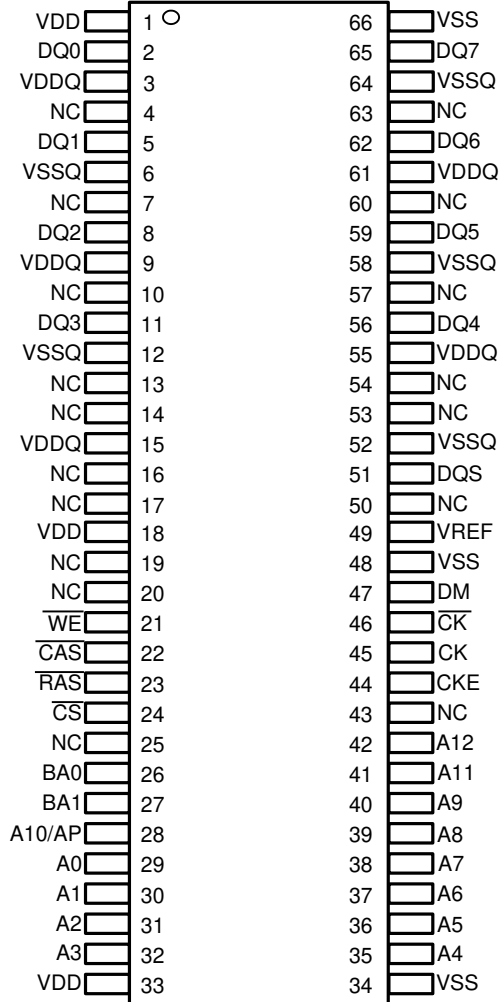 VDD 1 66 VSS
DQ0 2 65 DQ7
VDDQ 3 64 VSSQ
NC 4 63 NC
DQ1 5 62 DQ6
VSSQ 6 61 VDDQ
NC 7 60 NC
DQ2 8 59 DQ5
VDDQ 9 58 VSSQ
NC 10 57 NC
DQ3 11 56 DQ4
VSSQ 12 55 VDDQ
NC 13 54 NC
NC 14 53 NC
VDDQ 15 52 VSSQ
NC 16 51 DQS
NC 17 50 NC
VDD 18 49 VREF
NC 19 48 VSS
NC 20 47 DM
W̅E̅ 21 46 C̅K̅
C̅A̅S̅ 22 45 CK
R̅A̅S̅ 23 44 CKE
C̅S̅ 24 43 NC
NC 25 42 A12
BA0 26 41 A11
BA1 27 40 A9
A10/AP 28 39 A8
A0 29 38 A7
A1 30 37 A6
A2 31 36 A5
A3 32 35 A4
VDD 33 34 VSS